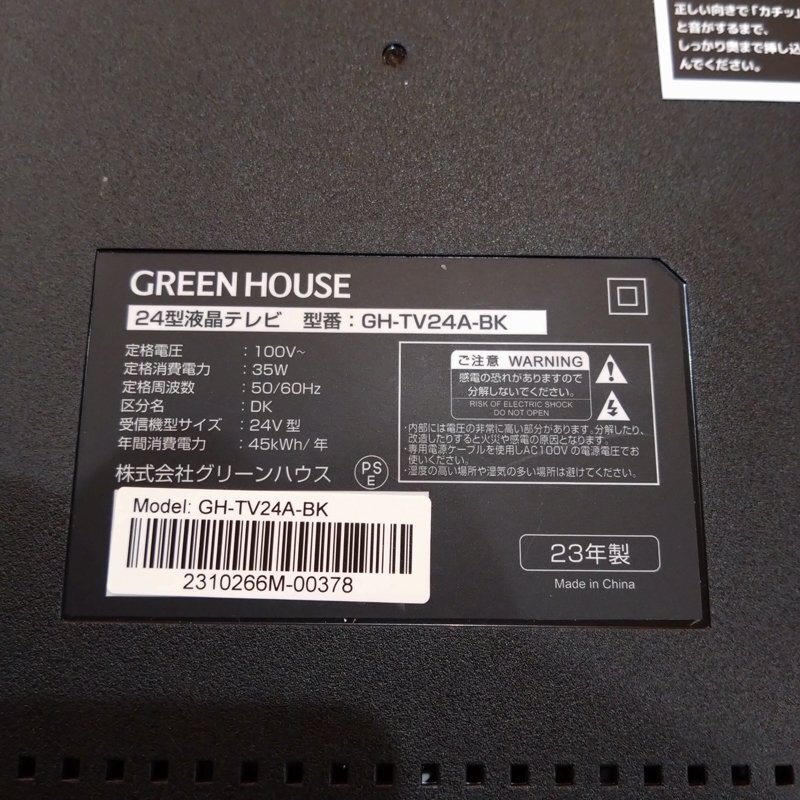 正しい向きで「カチッ」
と音がするまで、
しっかり奥まで挿し込
んでください。
GREEN HOUSE
24型液晶テレビ 型番：GH-TV24A-BK
定格電圧 ：100V~
定格消費電力 ：35W
定格周波数 ：50/60Hz
区分名 ：DK
受信機型サイズ ：24V型
年間消費電力 ：45kWh/年
株式会社グリーンハウス
PS
E
ご注意 WARNING
感電の恐れがありますので
分解しないでください。
RISK OF ELECTRIC SHOCK
DO NOT OPEN
・内部には電圧の非常に高い部分があります。分解したり、
改造したりすると火災や感電の原因となります。
・専用電源ケーブルを使用しAC100Vの電源電圧でお
使いください。
・湿度の高い場所や湿気の多い場所は避けてください。
Model: GH-TV24A-BK
2310266M-00378
23年製
Made in China